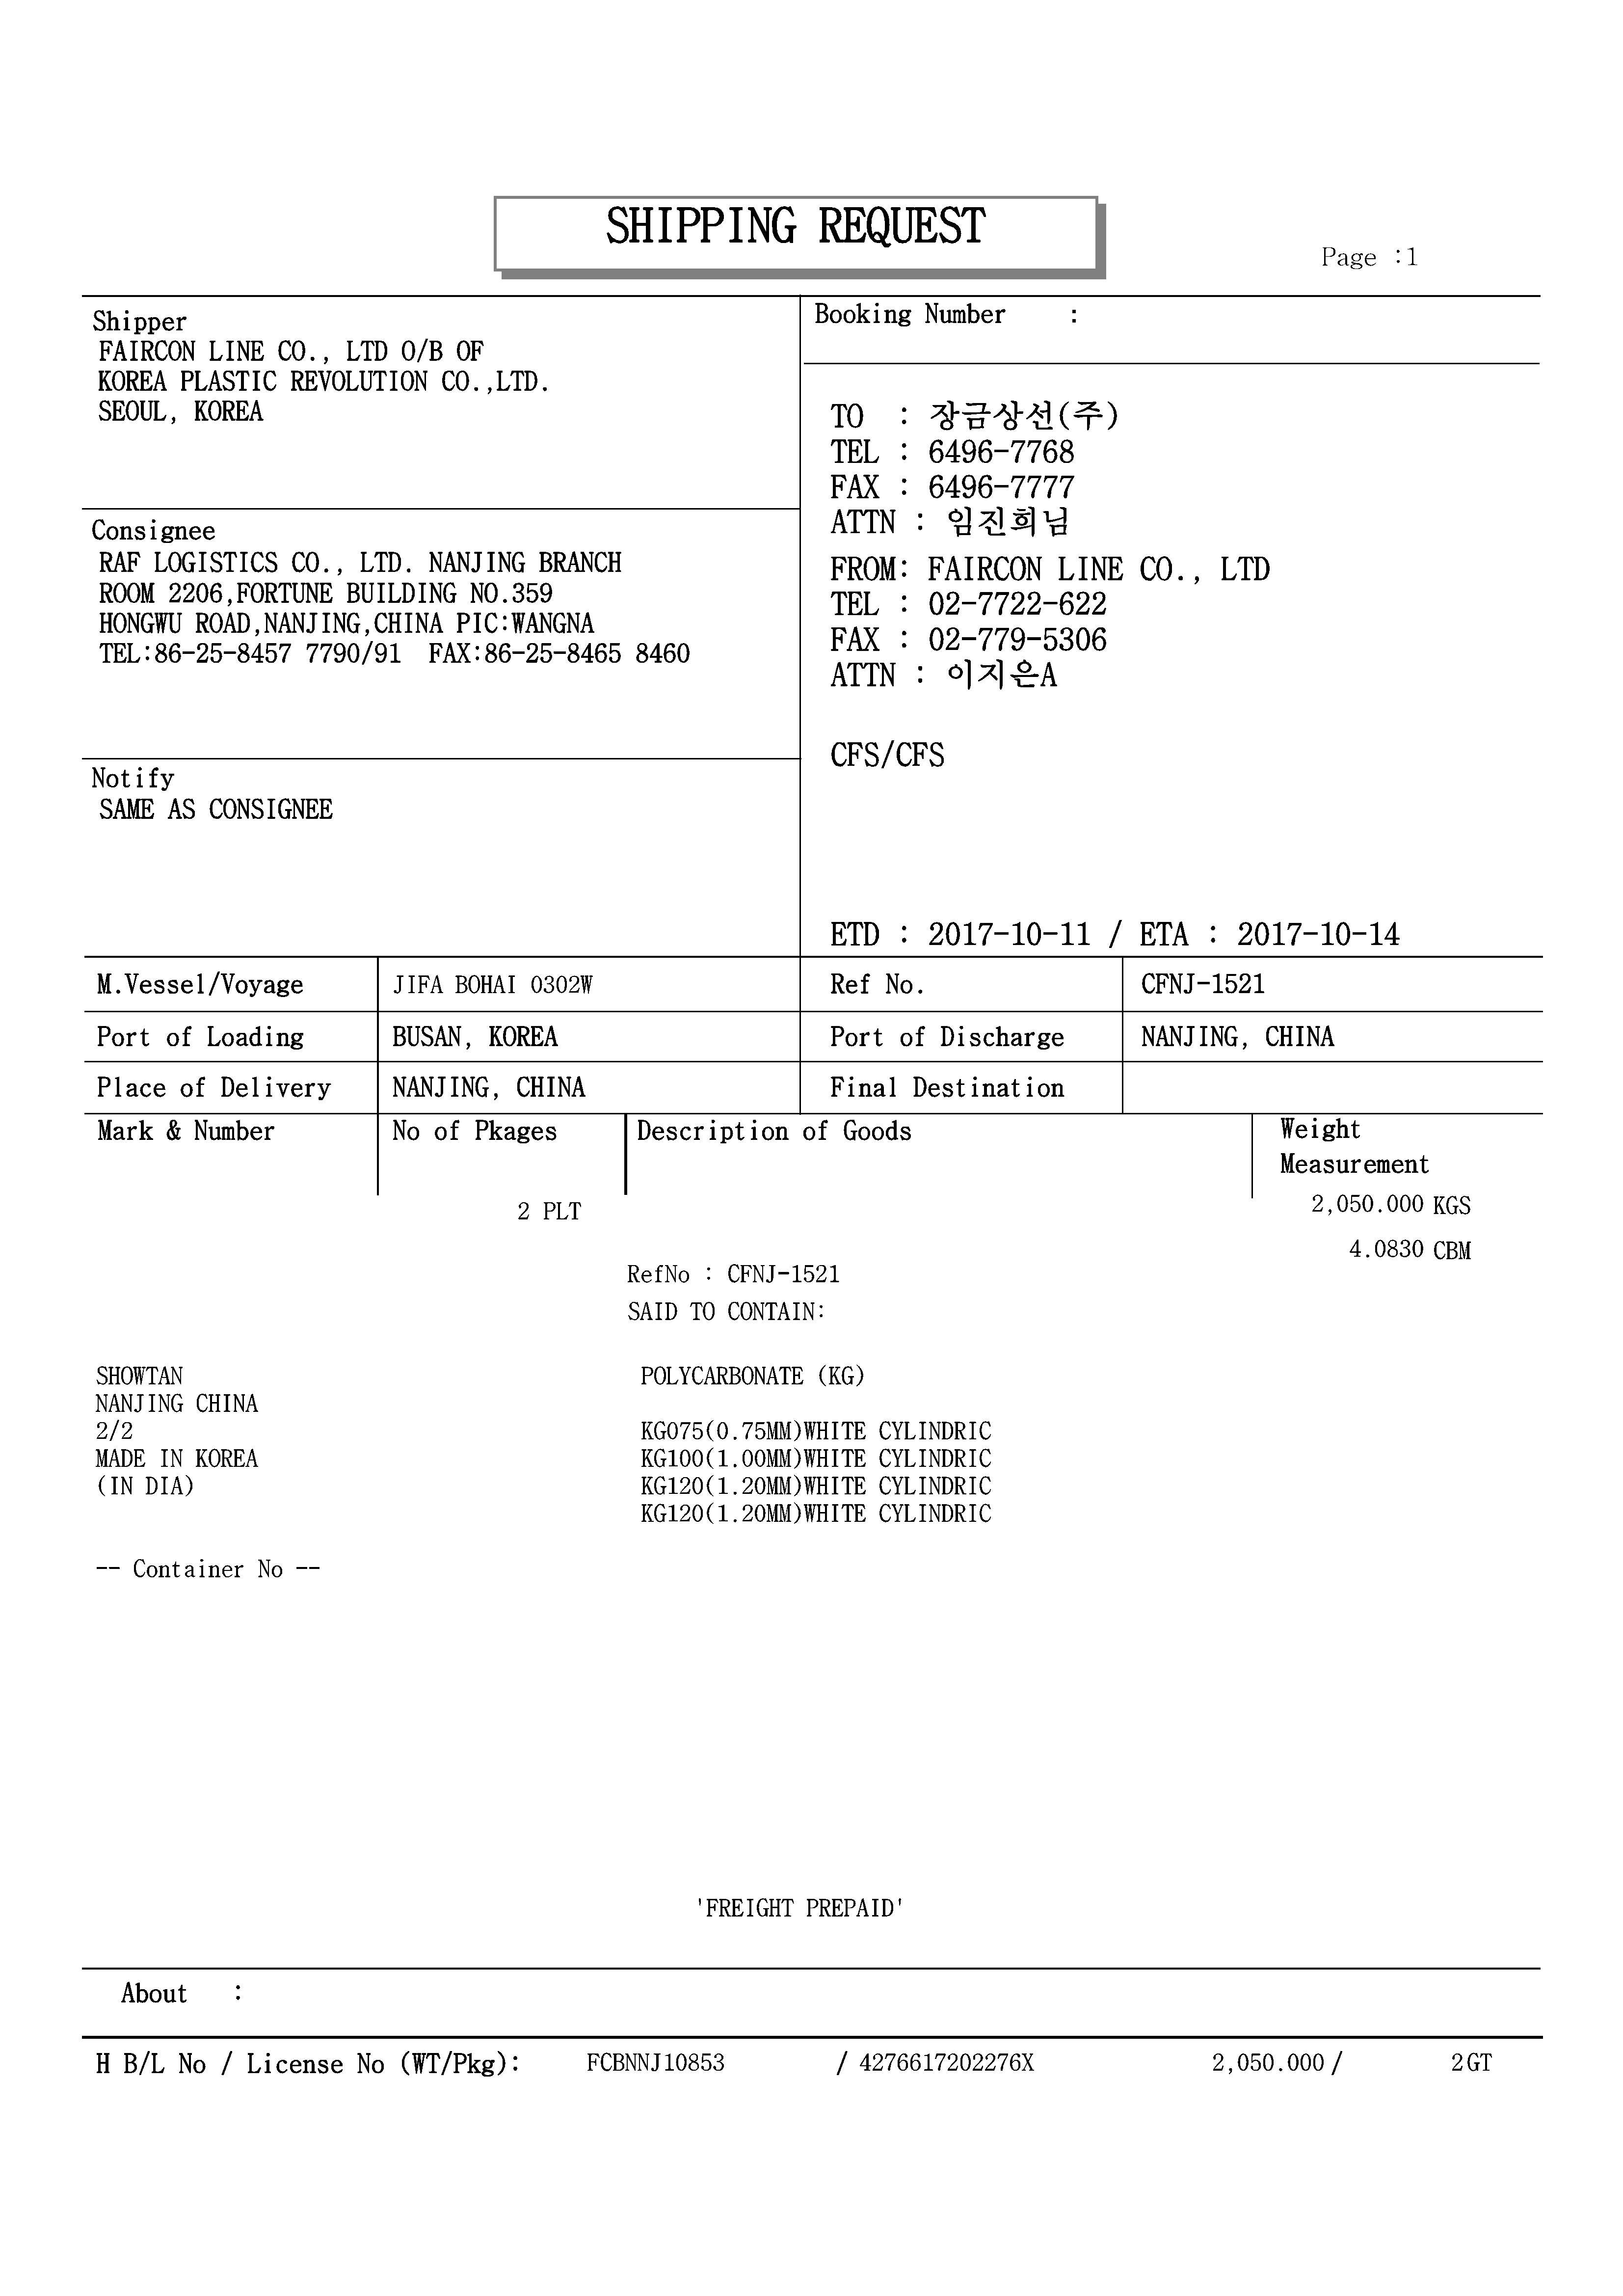 SHIPPING REQUEST
Page :1
Shipper
FAIRCON LINE CO., LTD O/B OF
KOREA PLASTIC REVOLUTION CO.,LTD.
SEOUL, KOREA
Consignee
RAF LOGISTICS CO., LTD. NANJING BRANCH
ROOM 2206,FORTUNE BUILDING NO.359
HONGWU ROAD,NANJING,CHINA PIC:WANGNA
TEL:86-25-8457 7790/91 FAX:86-25-8465 8460
Notify
SAME AS CONSIGNEE
Booking Number :
TO : 장금상선(주)
TEL : 6496-7768
FAX : 6496-7777
ATTN : 임진희님
FROM: FAIRCON LINE CO., LTD
TEL : 02-7722-622
FAX : 02-779-5306
ATTN : 이지은A
CFS/CFS
ETD : 2017-10-11 / ETA : 2017-10-14
M.Vessel/Voyage JIFA BOHAI 0302W Ref No. CFNJ-1521
Port of Loading BUSAN, KOREA Port of Discharge NANJING, CHINA
Place of Delivery NANJING, CHINA Final Destination
Mark & Number No of Pkages Description of Goods Weight
Measurement
2 PLT 2,050.000 KGS
4.0830 CBM
RefNo : CFNJ-1521
SAID TO CONTAIN:
SHOWTAN POLYCARBONATE (KG)
NANJING CHINA
2/2 KG075(0.75MM)WHITE CYLINDRIC
MADE IN KOREA KG100(1.00MM)WHITE CYLINDRIC
(IN DIA) KG120(1.20MM)WHITE CYLINDRIC
KG120(1.20MM)WHITE CYLINDRIC
-- Container No --
'FREIGHT PREPAID'
About :
H B/L No / License No (WT/Pkg): FCBNNJ10853 / 4276617202276X 2,050.000 / 2GT